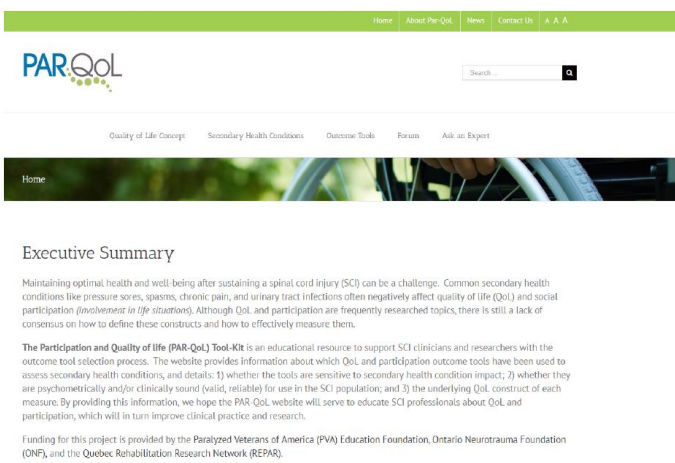 Home About Par-QoL News Contact Us A A A
PAR-QoL
Search ...
Quality of Life Concept Secondary Health Conditions Outcome Tools Forum Ask an Expert
Home
Executive Summary
Maintaining optimal health and well-being after sustaining a spinal cord injury (SCI) can be a challenge. Common secondary health
conditions like pressure sores, spasms, chronic pain, and urinary tract infections often negatively affect quality of life (QoL) and social
participation (involvement in life situations). Although QoL and participation are frequently researched topics, there is still a lack of
consensus on how to define these constructs and how to effectively measure them.
The Participation and Quality of life (PAR-QoL) Tool-Kit is an educational resource to support SCI clinicians and researchers with the
outcome tool selection process. The website provides information about which QoL and participation outcome tools have been used to
assess secondary health conditions, and details: 1) whether the tools are sensitive to secondary health condition impact; 2) whether they
are psychometrically and/or clinically sound (valid, reliable) for use in the SCI population; and 3) the underlying QoL construct of each
measure. By providing this information, we hope the PAR-QoL website will serve to educate SCI professionals about QoL and
participation, which will in turn improve clinical practice and research.
Funding for this project is provided by the Paralyzed Veterans of America (PVA) Education Foundation, Ontario Neurotrauma Foundation
(ONF), and the Quebec Rehabilitation Research Network (REPAR).